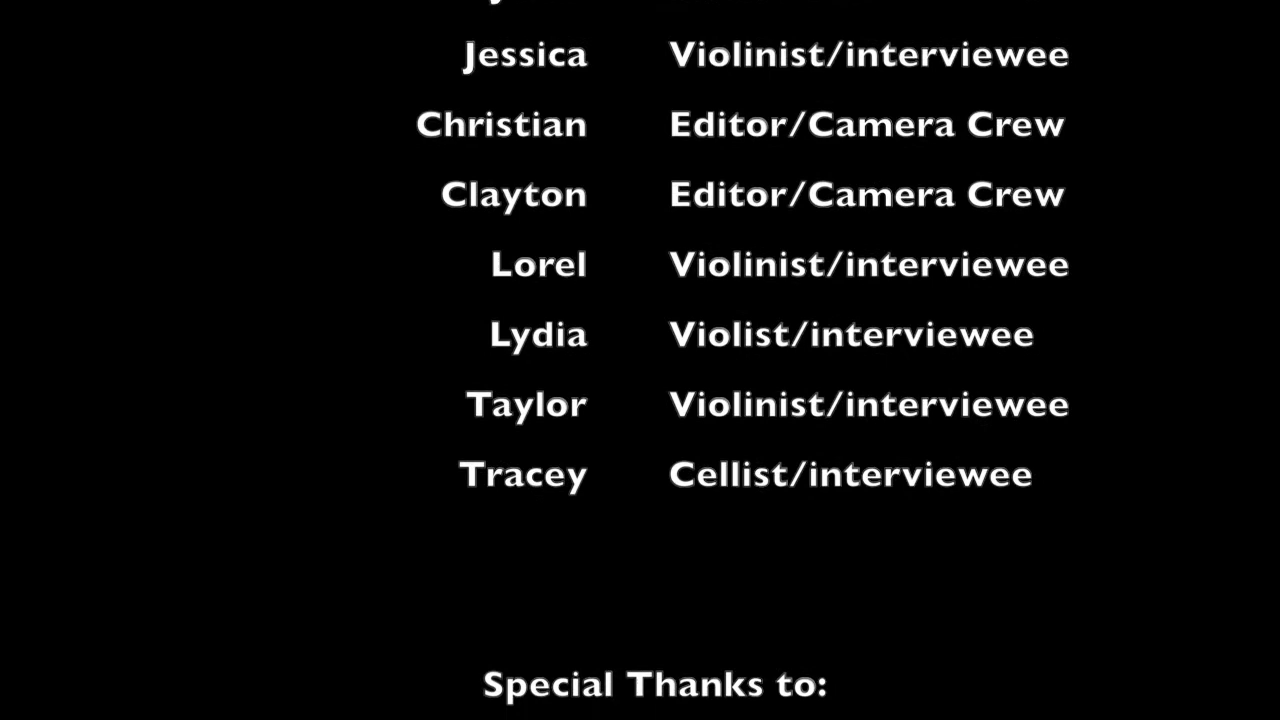 Jessica Violinist/interviewee
Christian Editor/Camera Crew
Clayton Editor/Camera Crew
Lorel Violinist/interviewee
Lydia Violist/interviewee
Taylor Violinist/interviewee
Tracey Cellist/interviewee
Special Thanks to: